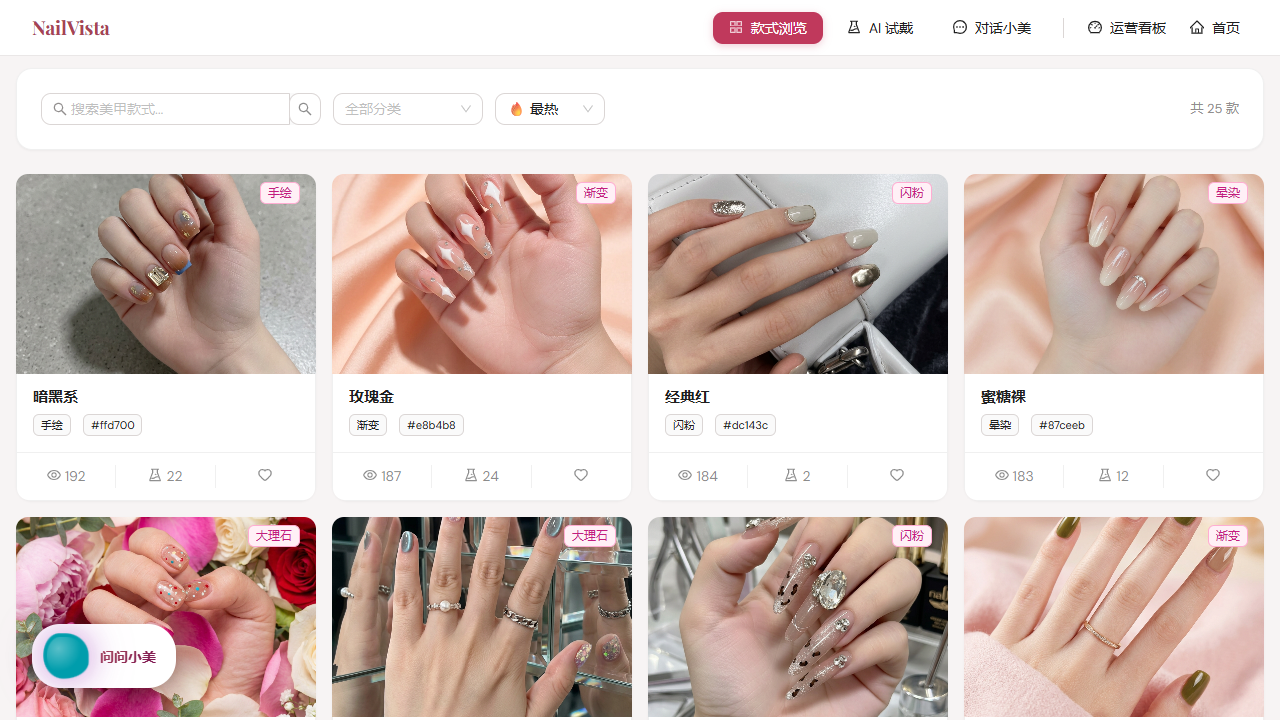 NailVista
款式浏览
AI 试戴
对话小美
运营看板
首页
搜索美甲款式...
全部分类
🔥 最热
共 25 款
手绘
渐变
闪粉
晕染
暗黑系
玫瑰金
经典红
蜜糖裸
手绘 #ffd700
渐变 #e8b4b8
闪粉 #dc143c
晕染 #87ceeb
192 22
187 24
184 2
183 12
大理石
大理石
闪粉
渐变
问问小美